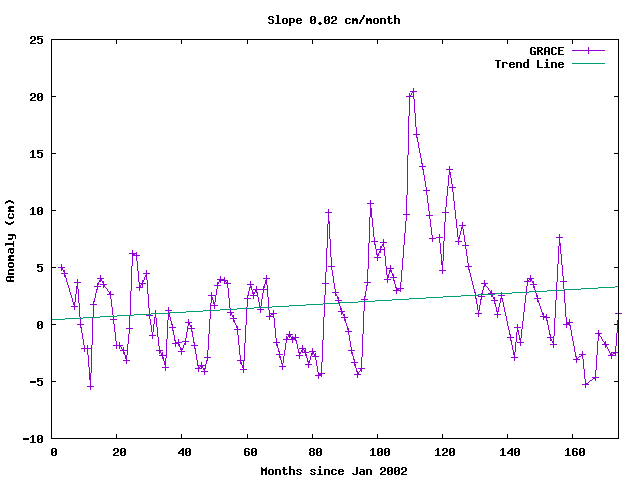 Slope 0.02 cm/month
GRACE
Trend Line
25
20
15
10
5
0
-5
-10
Anomaly (cm)
0 20 40 60 80 100 120 140 160
Months since Jan 2002